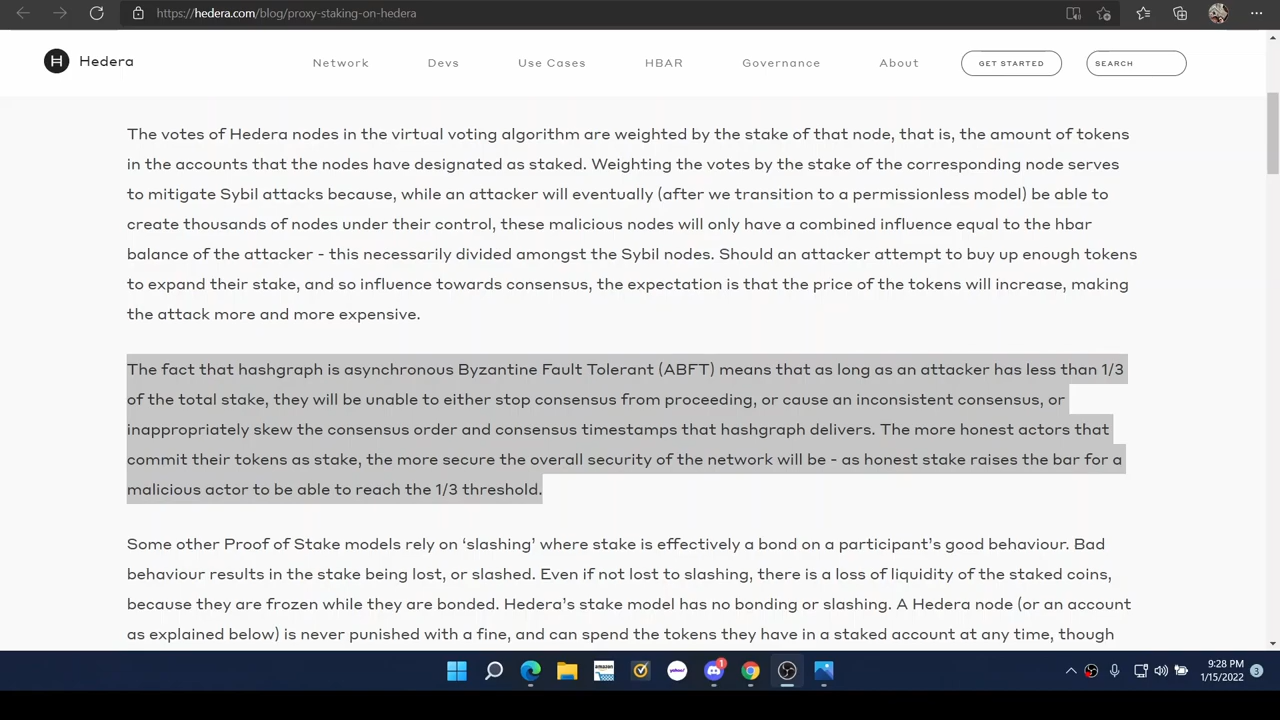 https://hedera.com/blog/proxy-staking-on-hedera
H Hedera
Network Devs Use Cases HBAR Governance About GET STARTED SEARCH
The votes of Hedera nodes in the virtual voting algorithm are weighted by the stake of that node, that is, the amount of tokens
in the accounts that the nodes have designated as staked. Weighting the votes by the stake of the corresponding node serves
to mitigate Sybil attacks because, while an attacker will eventually (after we transition to a permissionless model) be able to
create thousands of nodes under their control, these malicious nodes will only have a combined influence equal to the hbar
balance of the attacker - this necessarily divided amongst the Sybil nodes. Should an attacker attempt to buy up enough tokens
to expand their stake, and so influence towards consensus, the expectation is that the price of the tokens will increase, making
the attack more and more expensive.
The fact that hashgraph is asynchronous Byzantine Fault Tolerant (ABFT) means that as long as an attacker has less than 1/3
of the total stake, they will be unable to either stop consensus from proceeding, or cause an inconsistent consensus, or
inappropriately skew the consensus order and consensus timestamps that hashgraph delivers. The more honest actors that
commit their tokens as stake, the more secure the overall security of the network will be - as honest stake raises the bar for a
malicious actor to be able to reach the 1/3 threshold.
Some other Proof of Stake models rely on ‘slashing’ where stake is effectively a bond on a participant’s good behaviour. Bad
behaviour results in the stake being lost, or slashed. Even if not lost to slashing, there is a loss of liquidity of the staked coins,
because they are frozen while they are bonded. Hedera’s stake model has no bonding or slashing. A Hedera node (or an account
as explained below) is never punished with a fine, and can spend the tokens they have in a staked account at any time, though
amazon yahoo! 1
9:28 PM
1/15/2022 3